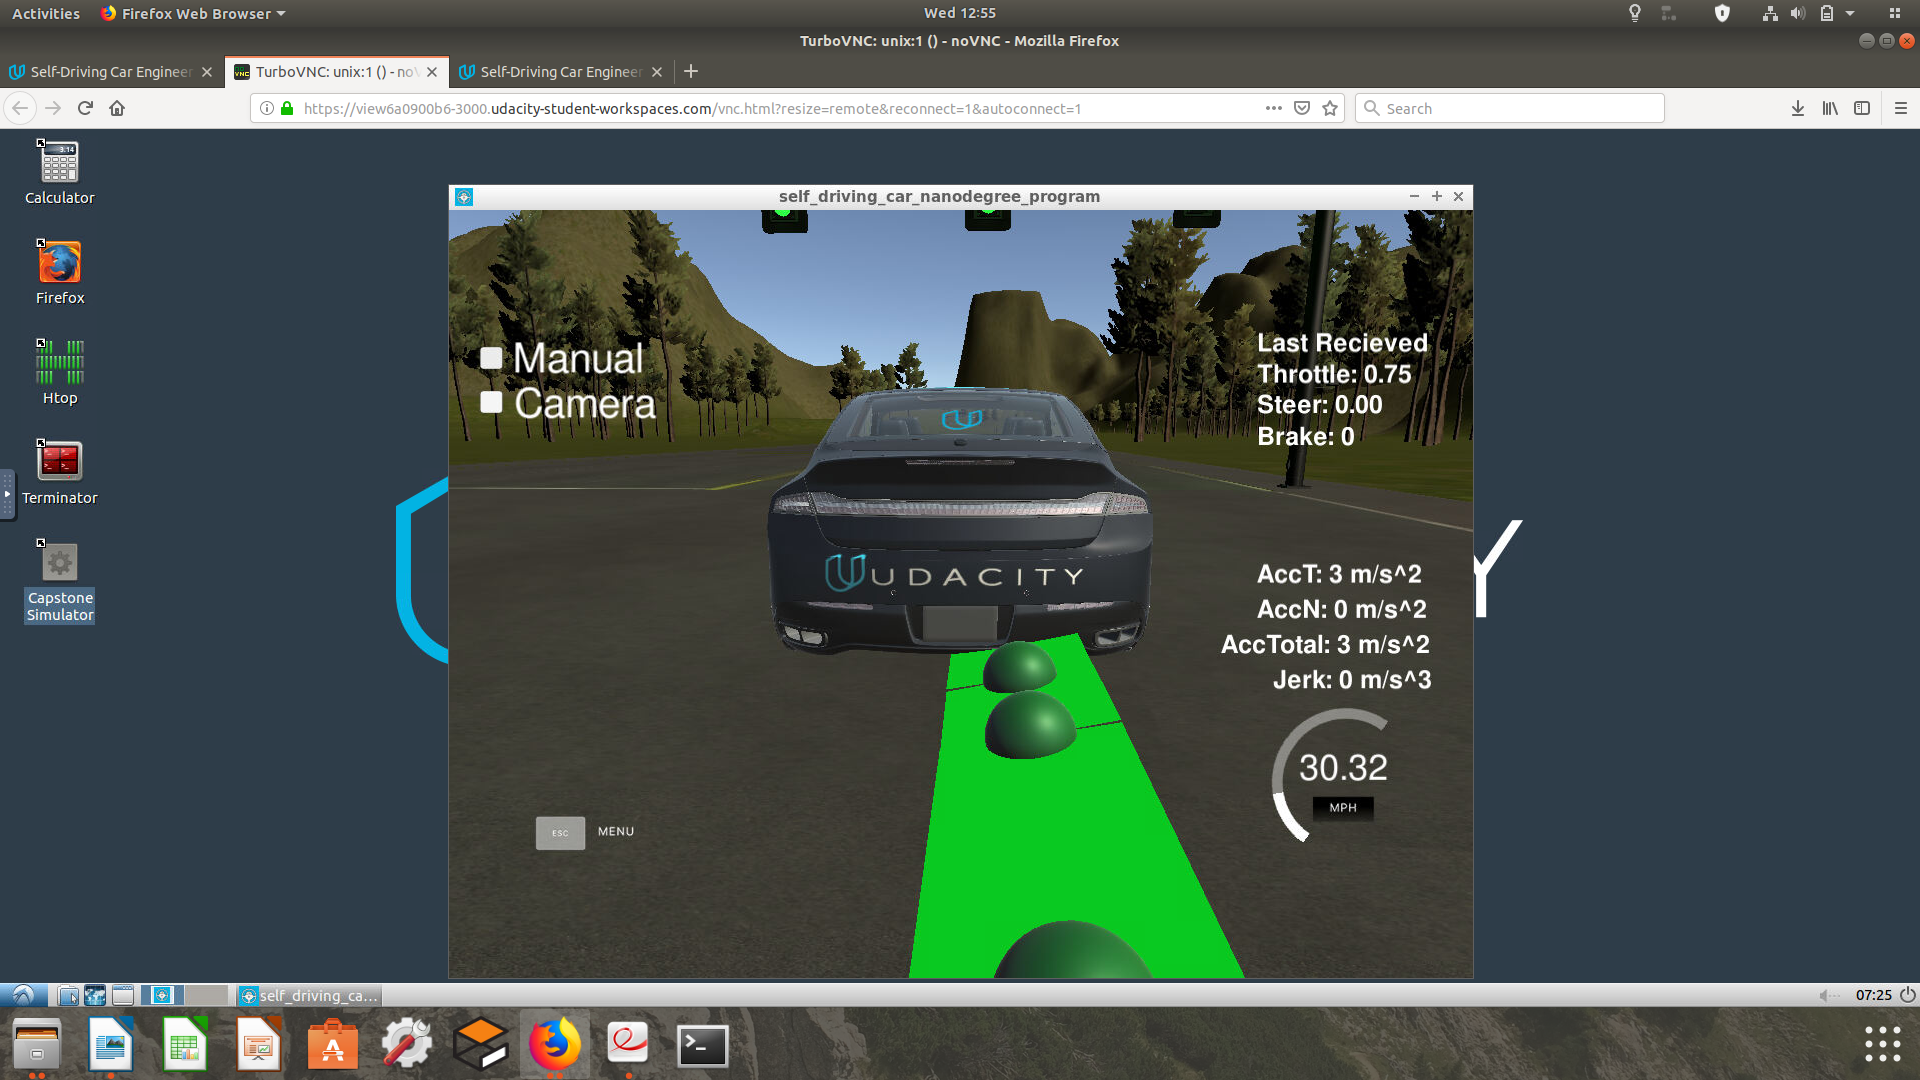 Activities
Firefox Web Browser
Wed 12:55
TurboVNC: unix:1 () - noVNC - Mozilla Firefox
Self-Driving Car Engineer
TurboVNC: unix:1 () - noV
Self-Driving Car Engineer
https://view6a0900b6-3000.udacity-student-workspaces.com/vnc.html?resize=remote&reconnect=1&autoconnect=1
Search
Calculator
Firefox
Htop
Terminator
Capstone
Simulator
self_driving_car_nanodegree_program
Manual
Camera
Last Recieved
Throttle: 0.75
Steer: 0.00
Brake: 0
UDACITY
Y
AccT: 3 m/s^2
AccN: 0 m/s^2
AccTotal: 3 m/s^2
Jerk: 0 m/s^3
30.32
MPH
ESC
MENU
self_driving_ca...
07:25